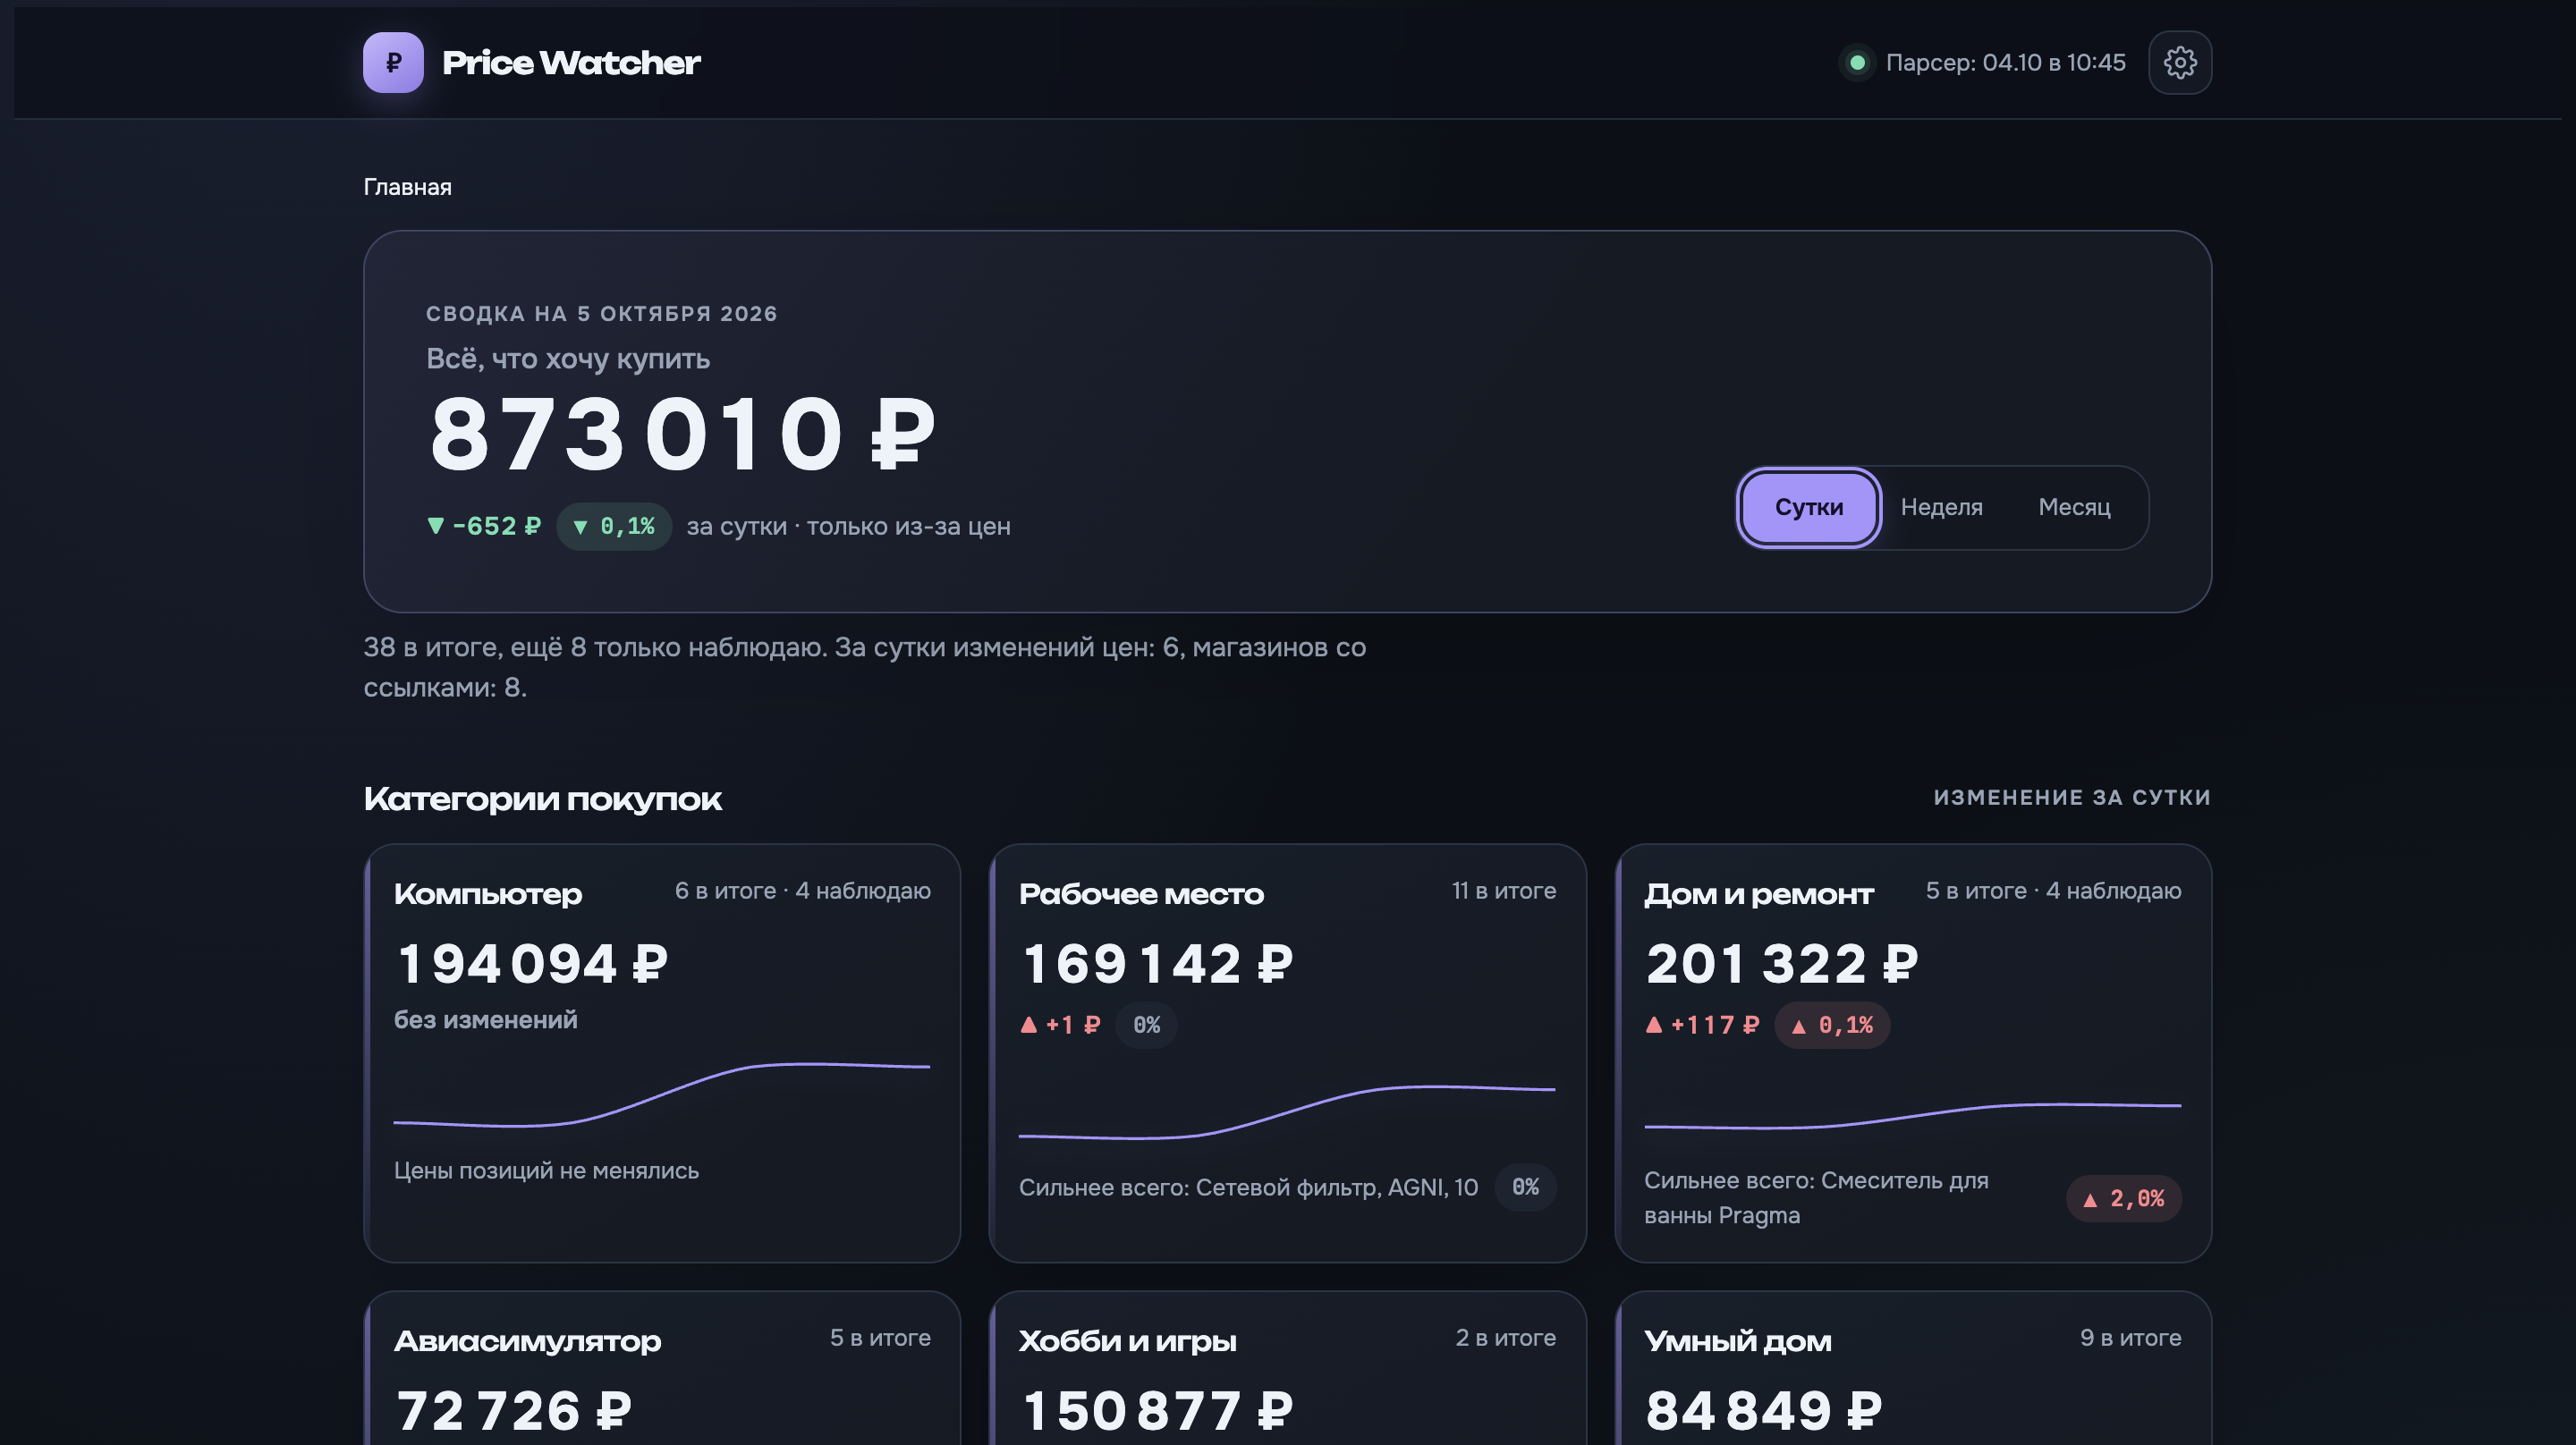 ₽ Price Watcher
Парсер: 04.10 в 10:45
Главная
СВОДКА НА 5 ОКТЯБРЯ 2026
Всё, что хочу купить
873 010 ₽
▼ −652 ₽ ▼ 0,1% за сутки · только из-за цен
Сутки Неделя Месяц
38 в итоге, ещё 8 только наблюдаю. За сутки изменений цен: 6, магазинов со
ссылками: 8.
Категории покупок
ИЗМЕНЕНИЕ ЗА СУТКИ
Компьютер 6 в итоге · 4 наблюдаю
194 094 ₽
без изменений
Цены позиций не менялись
Рабочее место 11 в итоге
169 142 ₽
▲ +1 ₽ 0%
Сильнее всего: Сетевой фильтр, AGNI, 10 0%
Дом и ремонт 5 в итоге · 4 наблюдаю
201 322 ₽
▲ +117 ₽ ▲ 0,1%
Сильнее всего: Смеситель для
ванны Pragma ▲ 2,0%
Авиасимулятор 5 в итоге
72 726 ₽
Хобби и игры 2 в итоге
150 877 ₽
Умный дом 9 в итоге
84 849 ₽